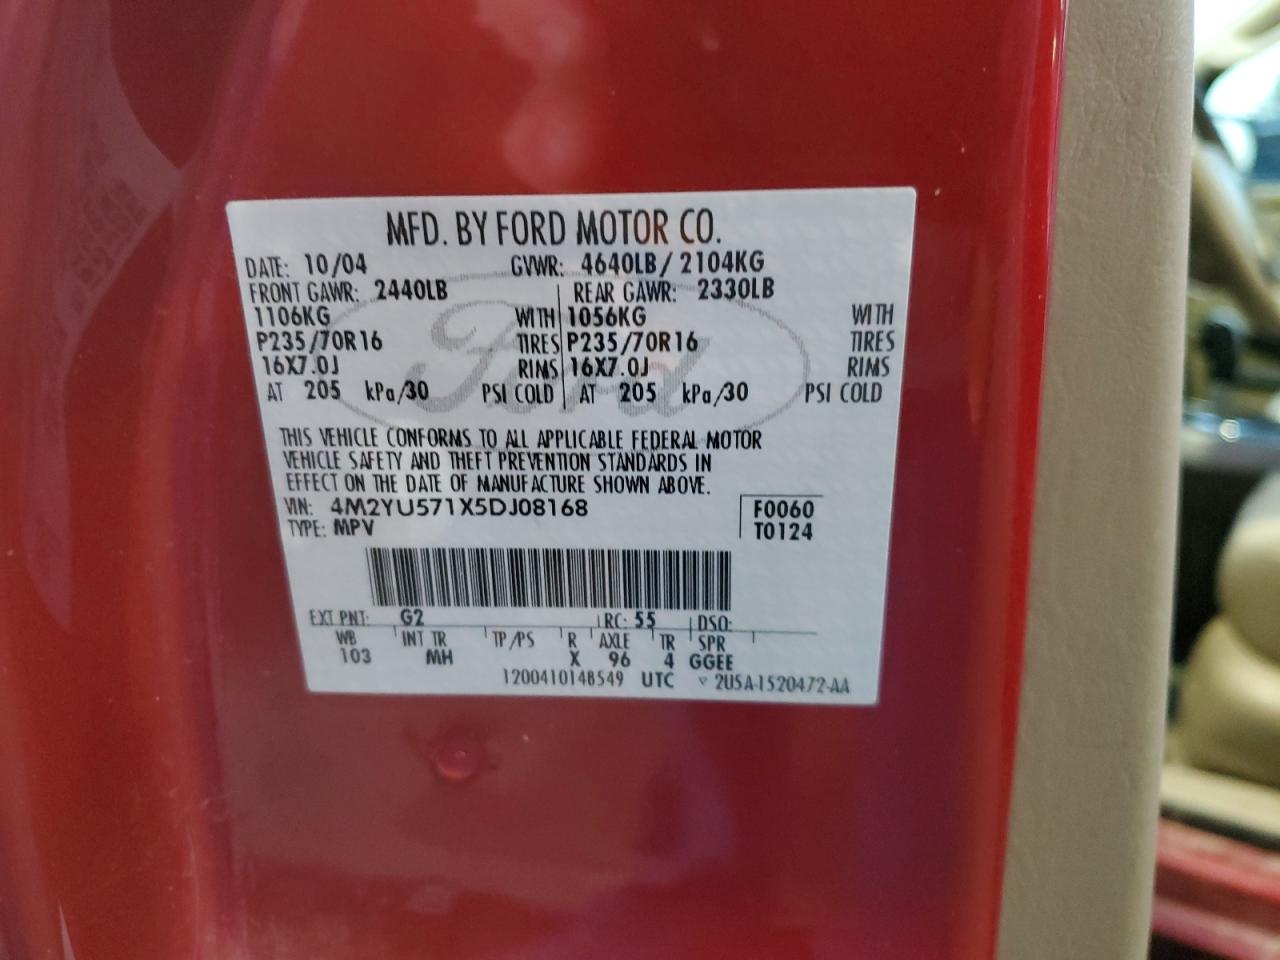 MFD. BY FORD MOTOR CO.
DATE: 10/04 GVWR: 4640LB/ 2104KG
FRONT GAWR: 2440LB REAR GAWR: 2330LB
1106KG WITH 1056KG WITH
P235/70R16 TIRES P235/70R16 TIRES
16X7.0J RIMS 16X7.0J RIMS
AT 205 kPa/30 PSI COLD AT 205 kPa/30 PSI COLD
Ford
THIS VEHICLE CONFORMS TO ALL APPLICABLE FEDERAL MOTOR
VEHICLE SAFETY AND THEFT PREVENTION STANDARDS IN
EFFECT ON THE DATE OF MANUFACTURE SHOWN ABOVE.
VIN: 4M2YU571X5DJ08168 F0060
TYPE: MPV T0124
EXT PNT: G2 RC: 55 DSO:
WB INT TR TP/PS R AXLE TR SPR
103 MH X 96 4 GGEE
120041014B549 UTC ▽ 2U5A-1520472-AA